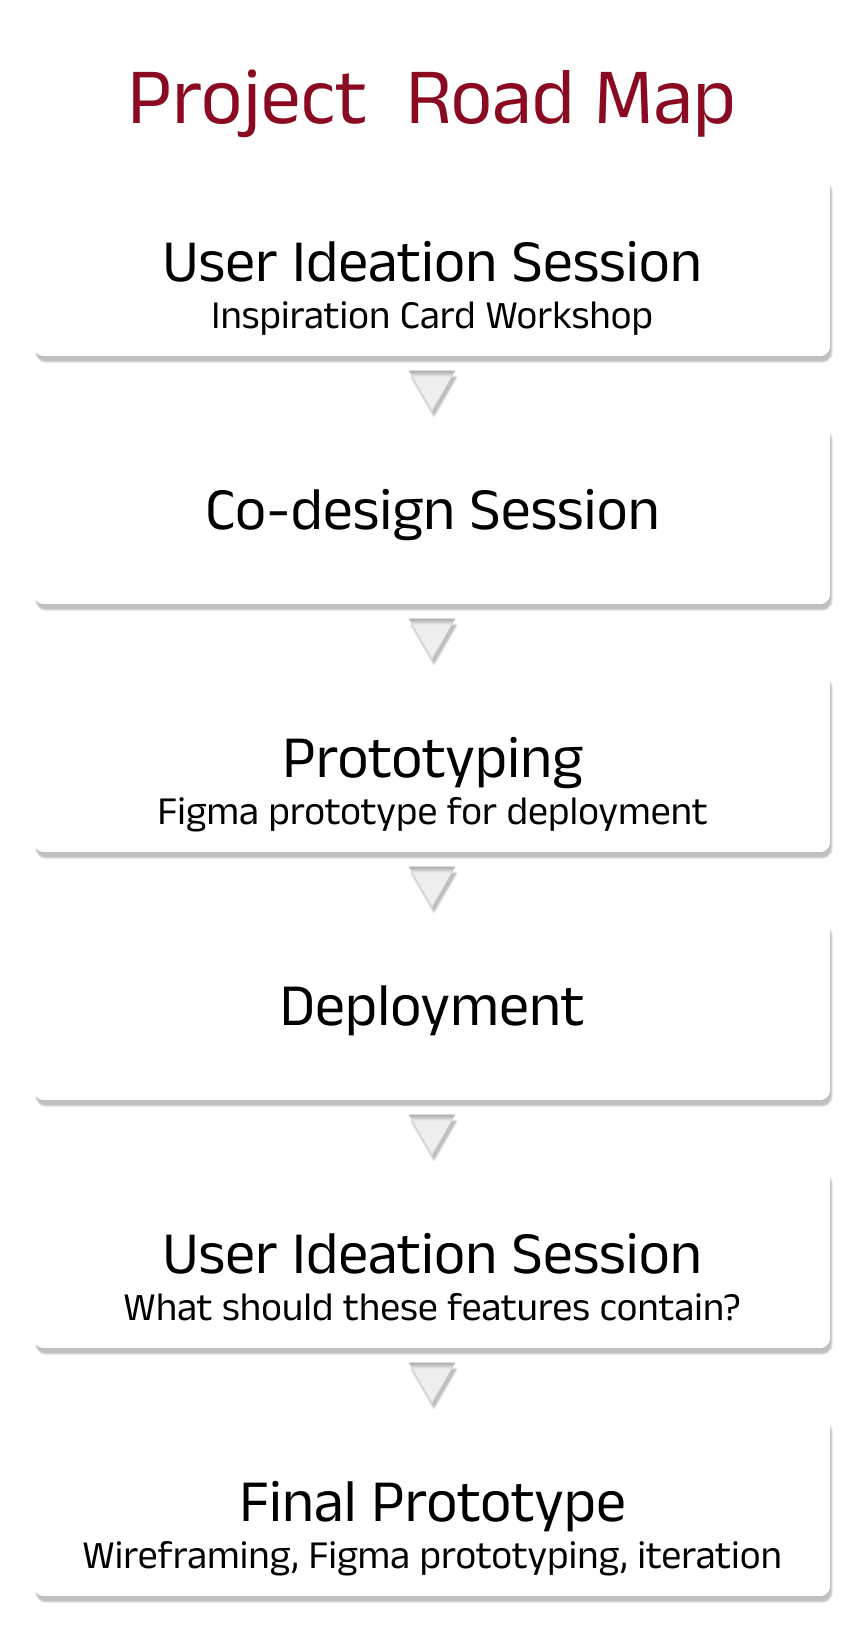 Project Road Map
User Ideation Session
Inspiration Card Workshop
Co-design Session
Prototyping
Figma prototype for deployment
Deployment
User Ideation Session
What should these features contain?
Final Prototype
Wireframing, Figma prototyping, iteration